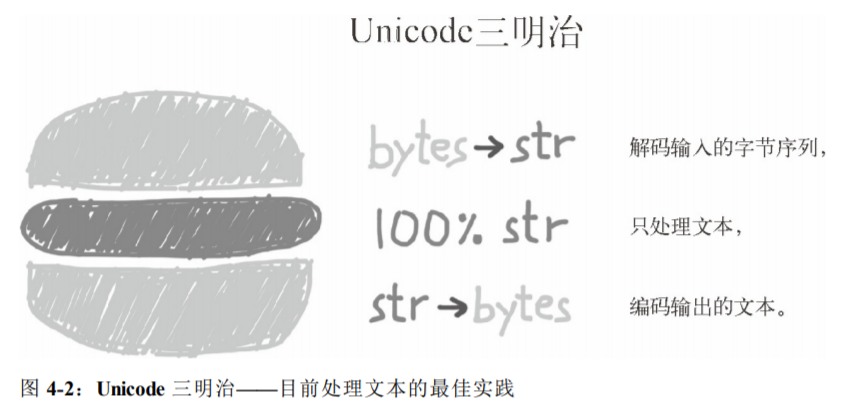 Unicode三明治
bytes→str 解码输入的字节序列，
100% str 只处理文本，
str→bytes 编码输出的文本。
图 4-2：Unicode 三明治——目前处理文本的最佳实践